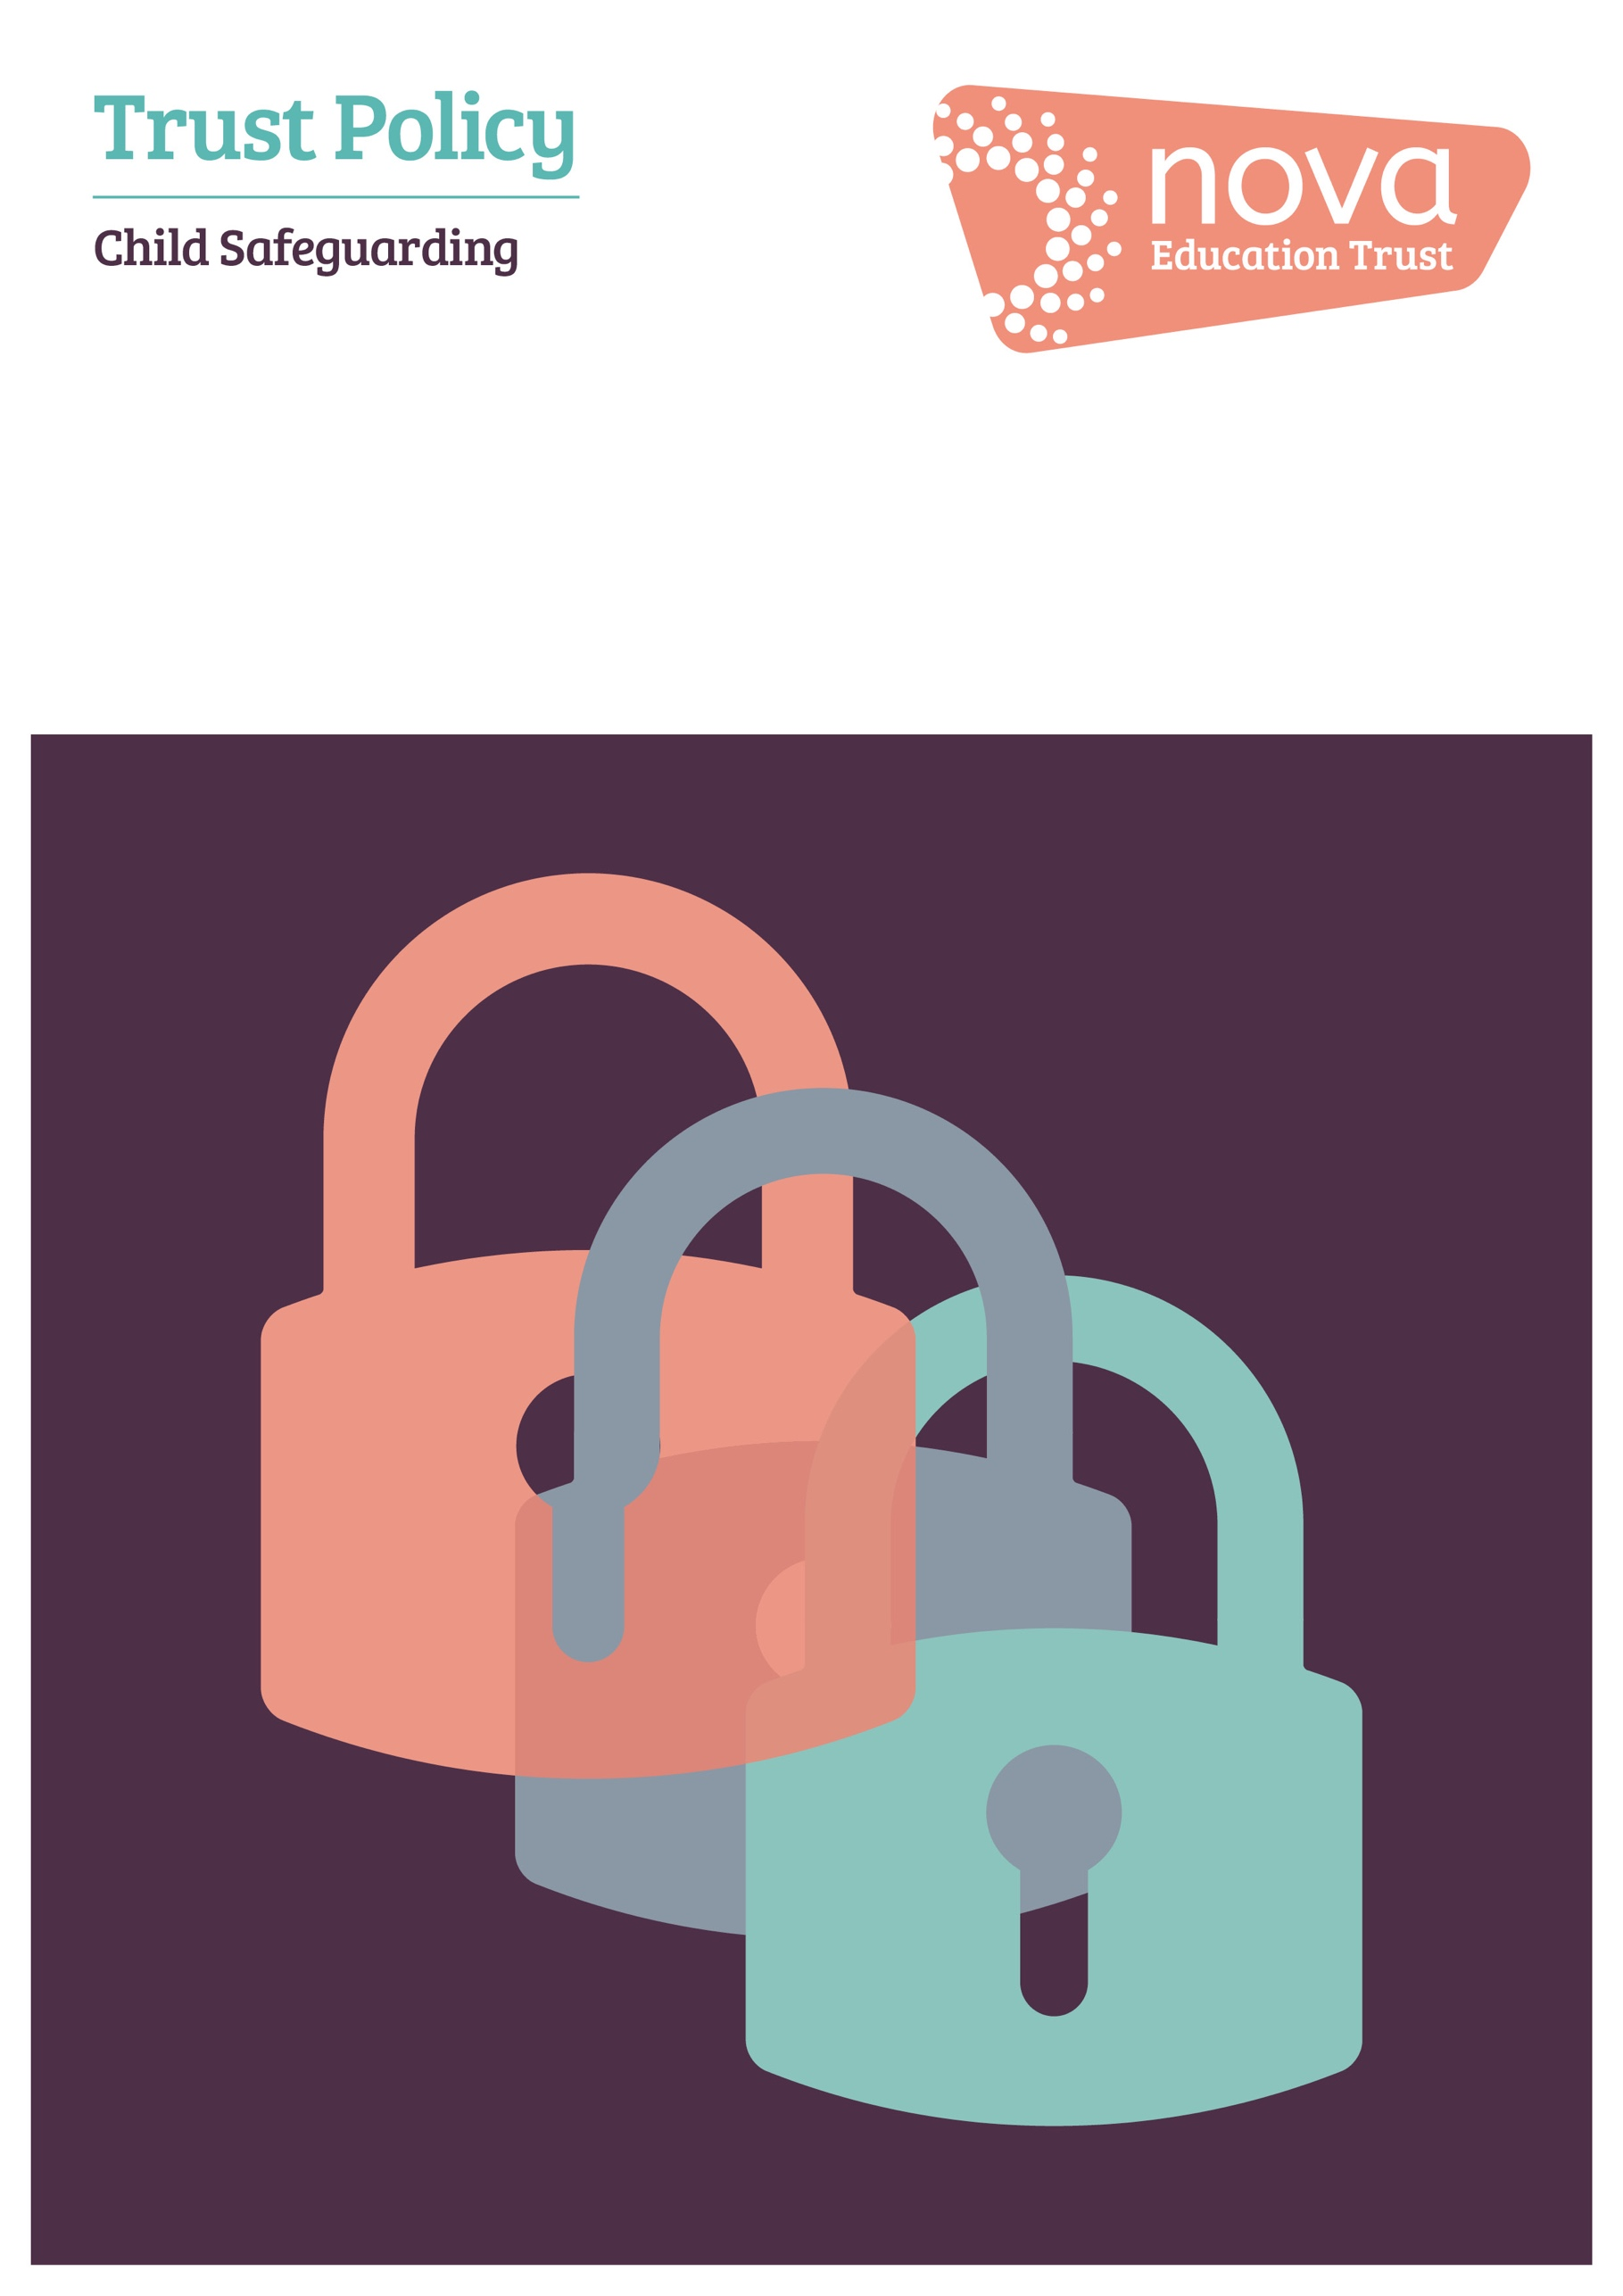 Trust Policy
Child Safeguarding
nova
Education Trust